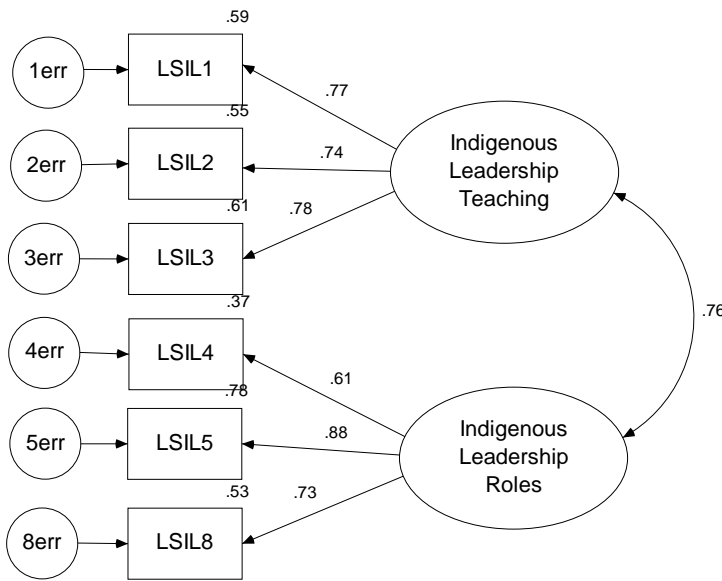 .59
1err
LSIL1
.77
.55
2err
LSIL2
.74
Indigenous
Leadership
Teaching
.61
.78
3err
LSIL3
.37
.76
4err
LSIL4
.61
.78
5err
LSIL5
.88
Indigenous
Leadership
Roles
.53
.73
8err
LSIL8